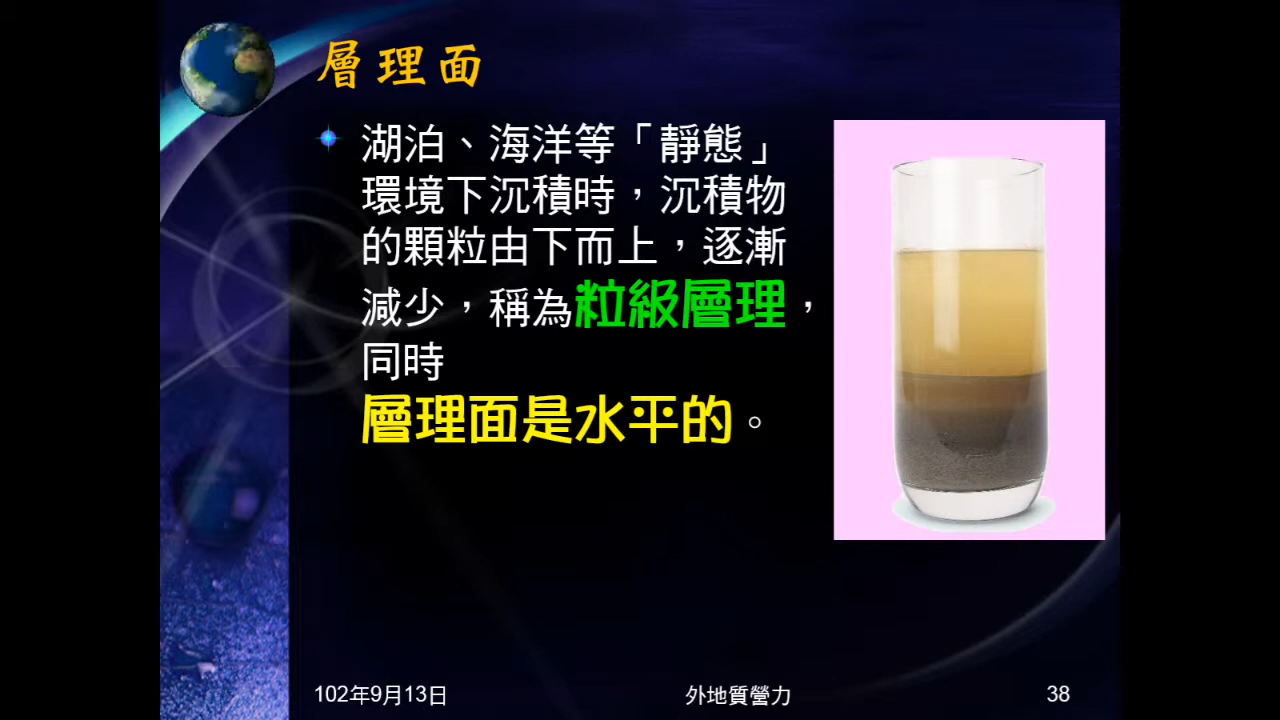 層理面
湖泊、海洋等「靜態」
環境下沉積時，沉積物
的顆粒由下而上，逐漸
減少，稱為粒級層理，
同時
層理面是水平的。
102年9月13日
外地質營力
38